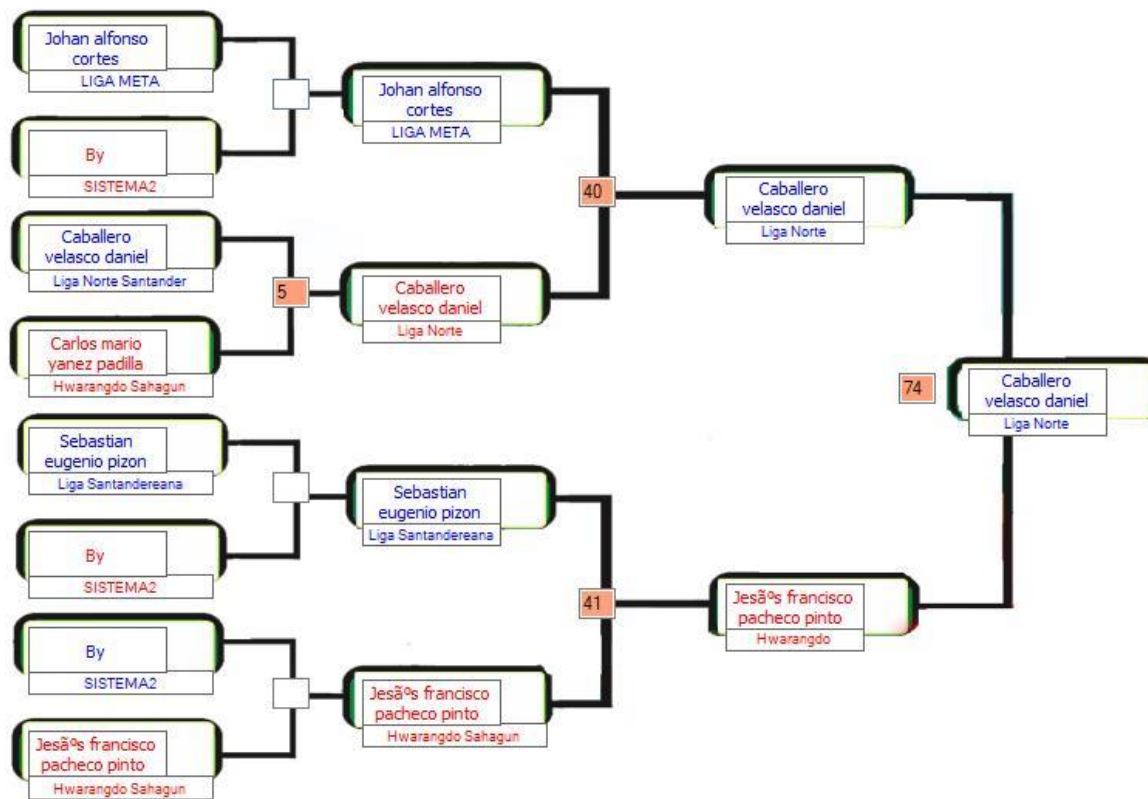 Johan alfonso
cortes
LIGA META
By
SISTEMA2
Caballero
velasco daniel
Liga Norte Santander
5
Carlos mario
yanez padilla
Hwarangdo Sahagun
Sebastian
eugenio pizon
Liga Santandereana
By
SISTEMA2
By
SISTEMA2
Jesãºs francisco
pacheco pinto
Hwarangdo Sahagun
Johan alfonso
cortes
LIGA META
40
Caballero
velasco daniel
Liga Norte
Sebastian
eugenio pizon
Liga Santandereana
41
Jesãºs francisco
pacheco pinto
Hwarangdo Sahagun
Caballero
velasco daniel
Liga Norte
74
Jesãºs francisco
pacheco pinto
Hwarangdo
Caballero
velasco daniel
Liga Norte